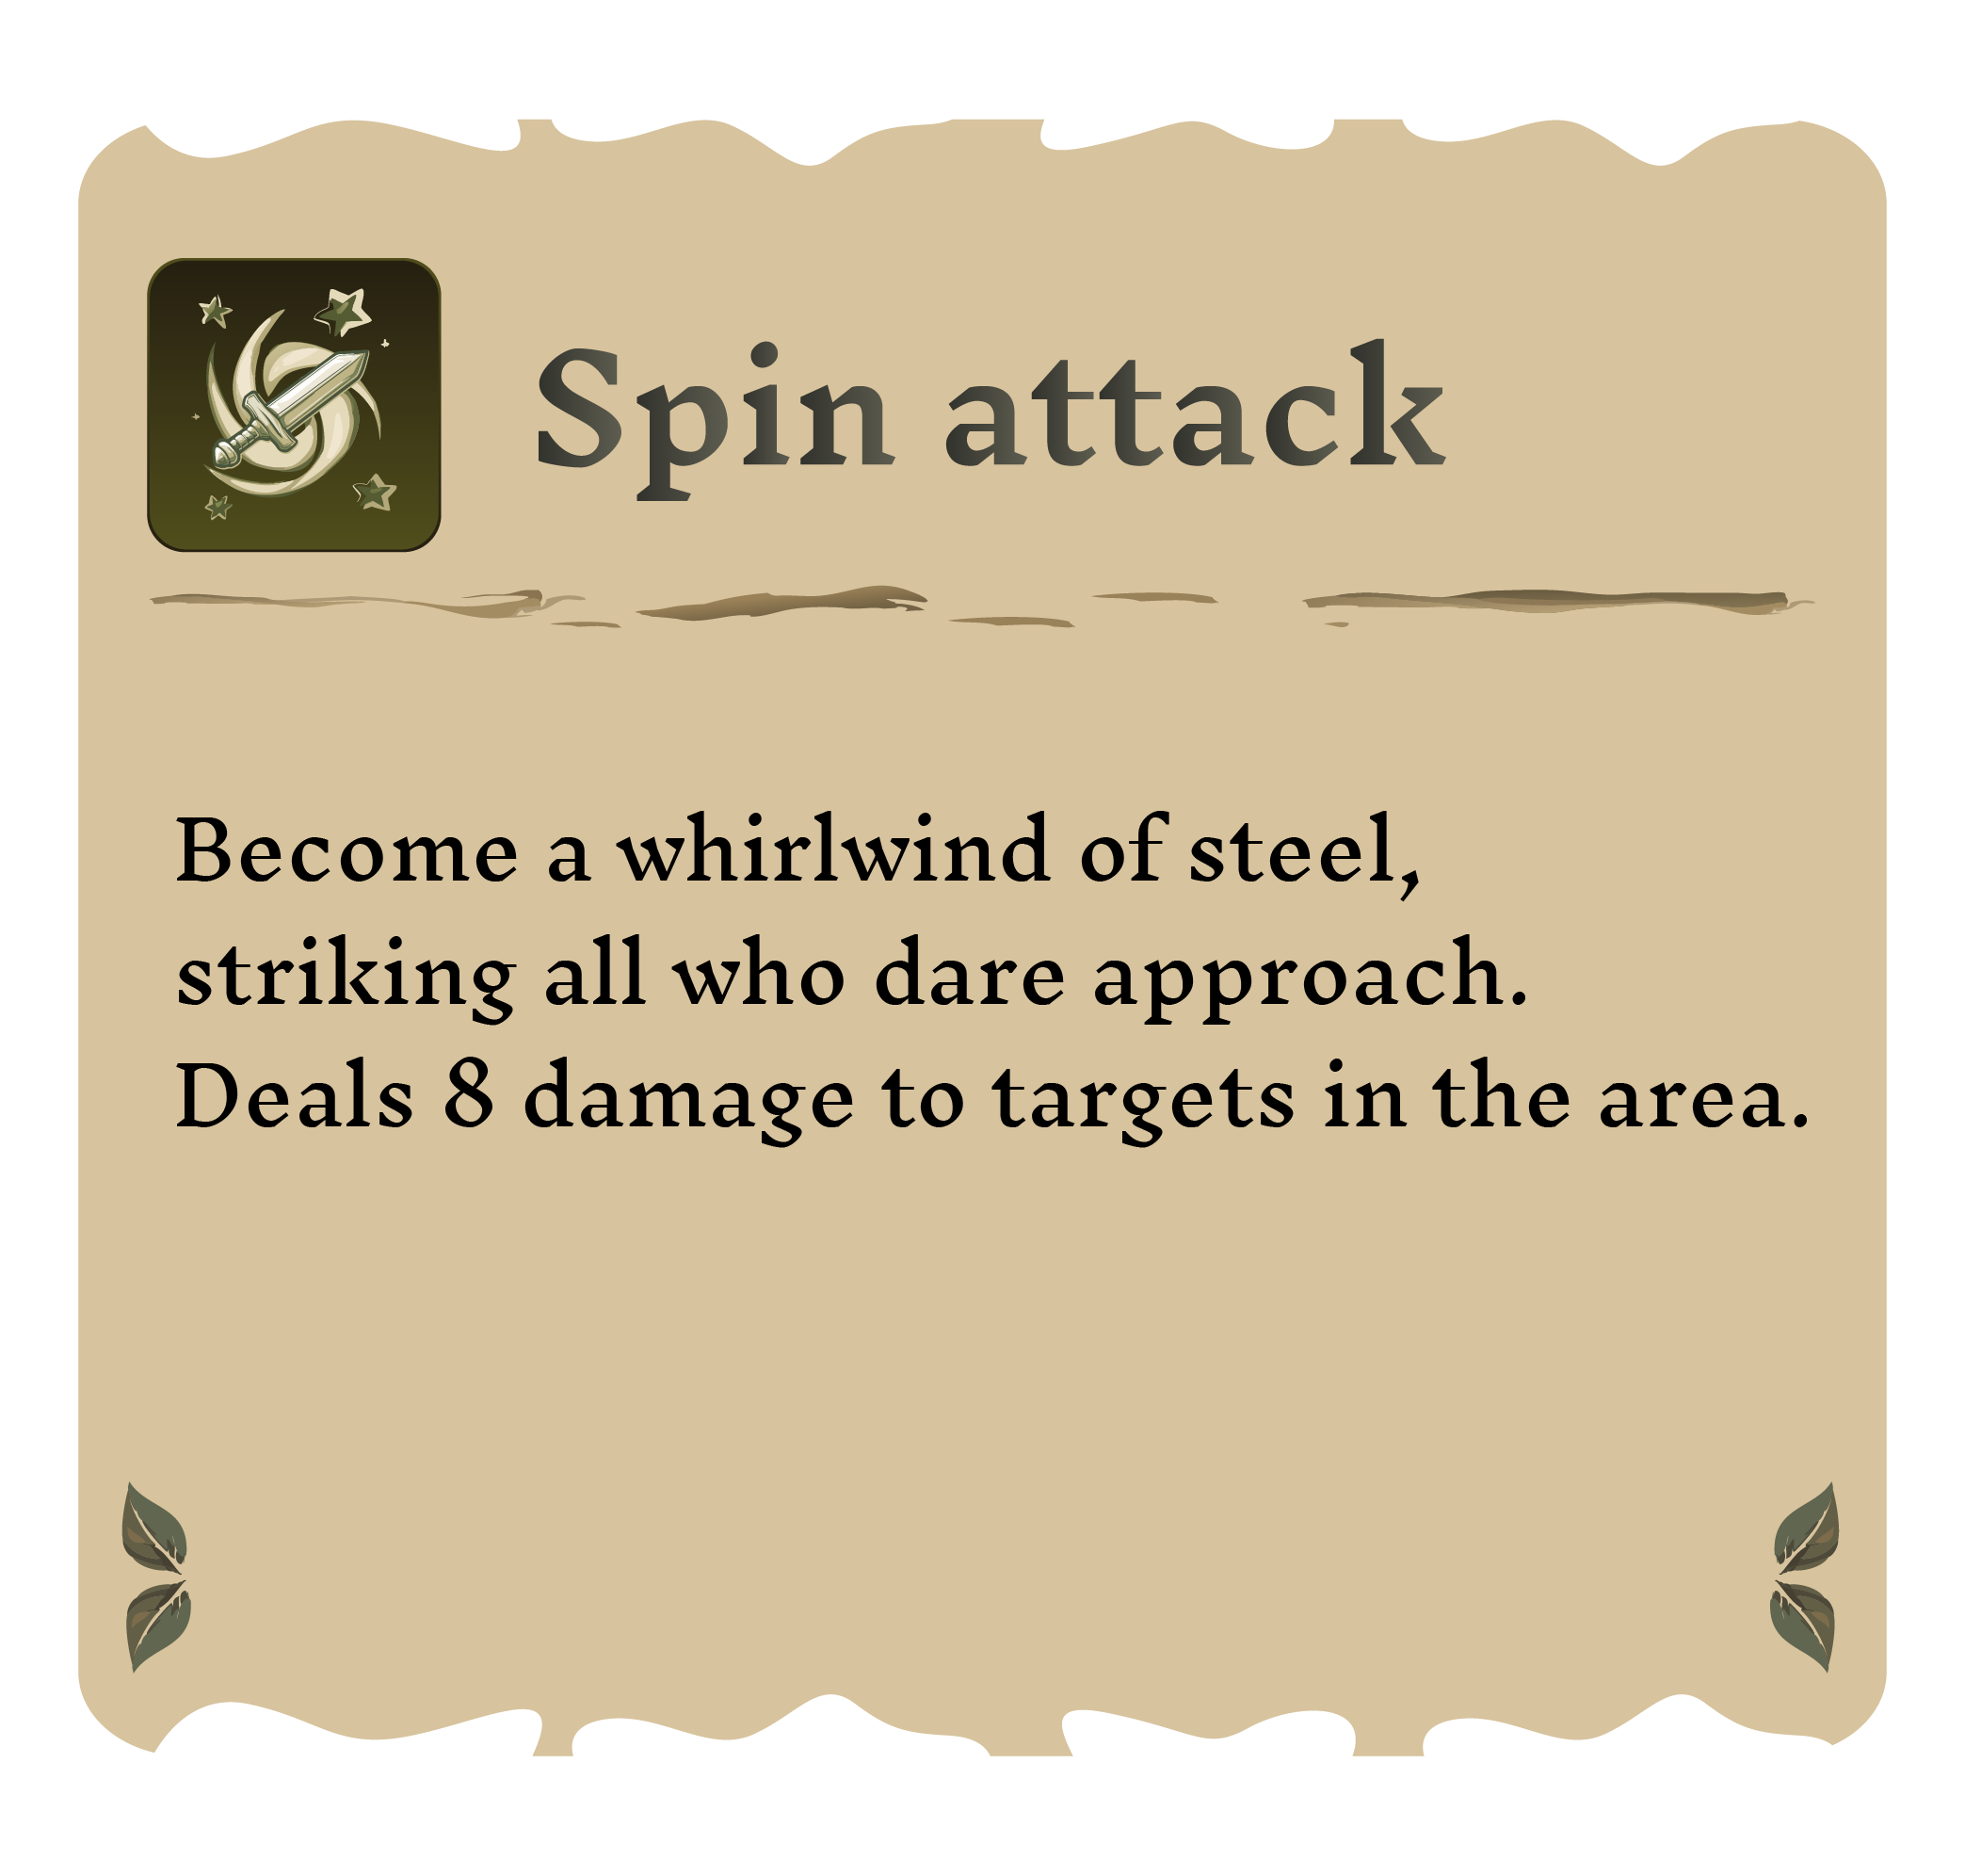 Spin attack
Become a whirlwind of steel,
striking all who dare approach.
Deals 8 damage to targets in the area.